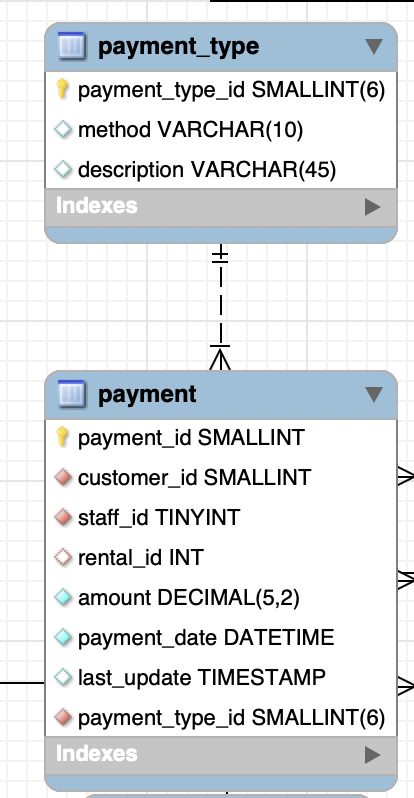 payment_type
payment_type_id SMALLINT(6)
method VARCHAR(10)
description VARCHAR(45)
Indexes
payment
payment_id SMALLINT
customer_id SMALLINT
staff_id TINYINT
rental_id INT
amount DECIMAL(5,2)
payment_date DATETIME
last_update TIMESTAMP
payment_type_id SMALLINT(6)
Indexes